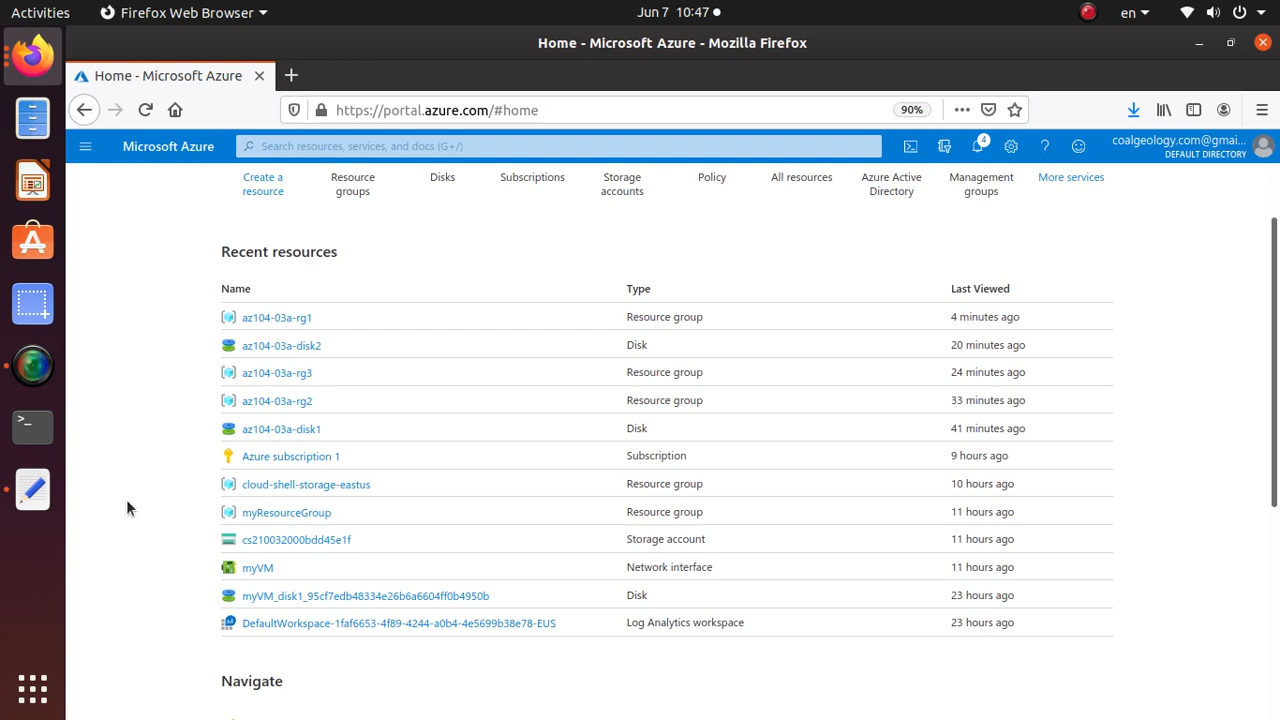 Activities Firefox Web Browser Jun 7 10:47 en
Home - Microsoft Azure - Mozilla Firefox
Home - Microsoft Azure
https://portal.azure.com/#home 90%
Microsoft Azure Search resources, services, and docs (G+/) 4 coalgeology.com@gmai...
DEFAULT DIRECTORY
Create a resource
Resource groups
Disks
Subscriptions
Storage accounts
Policy
All resources
Azure Active Directory
Management groups
More services
Recent resources
Name Type Last Viewed
az104-03a-rg1 Resource group 4 minutes ago
az104-03a-disk2 Disk 20 minutes ago
az104-03a-rg3 Resource group 24 minutes ago
az104-03a-rg2 Resource group 33 minutes ago
az104-03a-disk1 Disk 41 minutes ago
Azure subscription 1 Subscription 9 hours ago
cloud-shell-storage-eastus Resource group 10 hours ago
myResourceGroup Resource group 11 hours ago
cs210032000bdd45e1f Storage account 11 hours ago
myVM Network interface 11 hours ago
myVM_disk1_95cf7edb48334e26b6a6604ff0b4950b Disk 23 hours ago
DefaultWorkspace-1faf6653-4f89-4244-a0b4-4e5699b38e78-EUS Log Analytics workspace 23 hours ago
Navigate